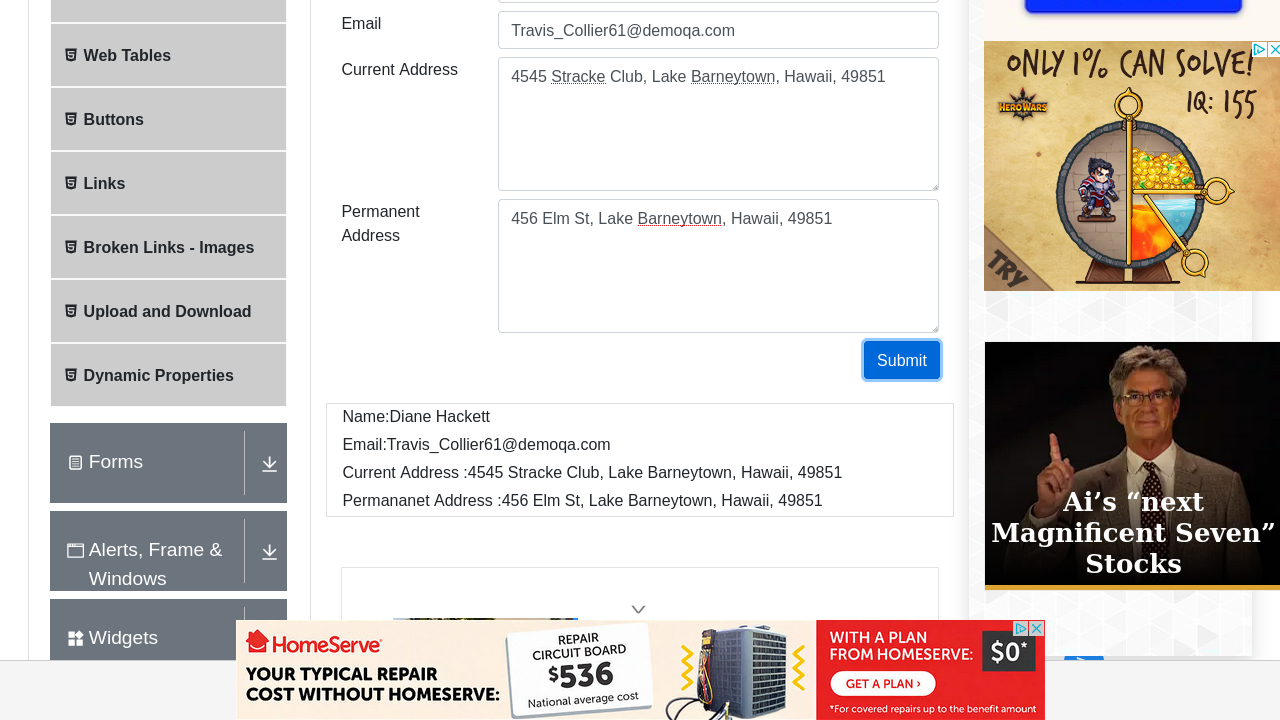 Email
Travis_Collier61@demoqa.com
Web Tables
Current Address
4545 Stracke Club, Lake Barneytown, Hawaii, 49851
Buttons
Links
Permanent
Address
456 Elm St, Lake Barneytown, Hawaii, 49851
Broken Links - Images
Upload and Download
Submit
Dynamic Properties
Name:Diane Hackett
Email:Travis_Collier61@demoqa.com
Current Address :4545 Stracke Club, Lake Barneytown, Hawaii, 49851
Permananet Address :456 Elm St, Lake Barneytown, Hawaii, 49851
Forms
Alerts, Frame &
Windows
Widgets
ONLY 1% CAN SOLVE!
HERO WARS
IQ: 155
TRY
Ai’s “next
Magnificent Seven”
Stocks
HomeServe
YOUR TYPICAL REPAIR
COST WITHOUT HOMESERVE:
REPAIR
CIRCUIT BOARD
$536
National average cost
WITH A PLAN
FROM HOMESERVE:
$0*
GET A PLAN ›
*For covered repairs up to the benefit amount